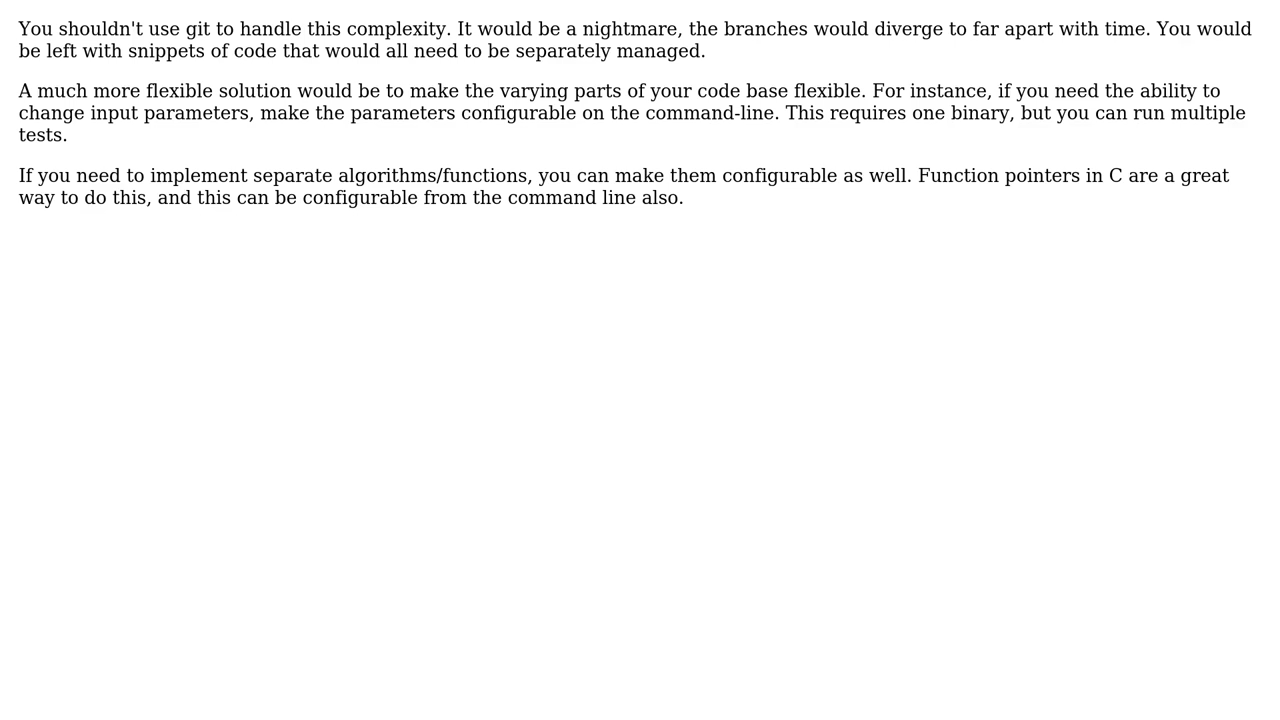 You shouldn't use git to handle this complexity. It would be a nightmare, the branches would diverge to far apart with time. You would
be left with snippets of code that would all need to be separately managed.
A much more flexible solution would be to make the varying parts of your code base flexible. For instance, if you need the ability to
change input parameters, make the parameters configurable on the command-line. This requires one binary, but you can run multiple
tests.
If you need to implement separate algorithms/functions, you can make them configurable as well. Function pointers in C are a great
way to do this, and this can be configurable from the command line also.